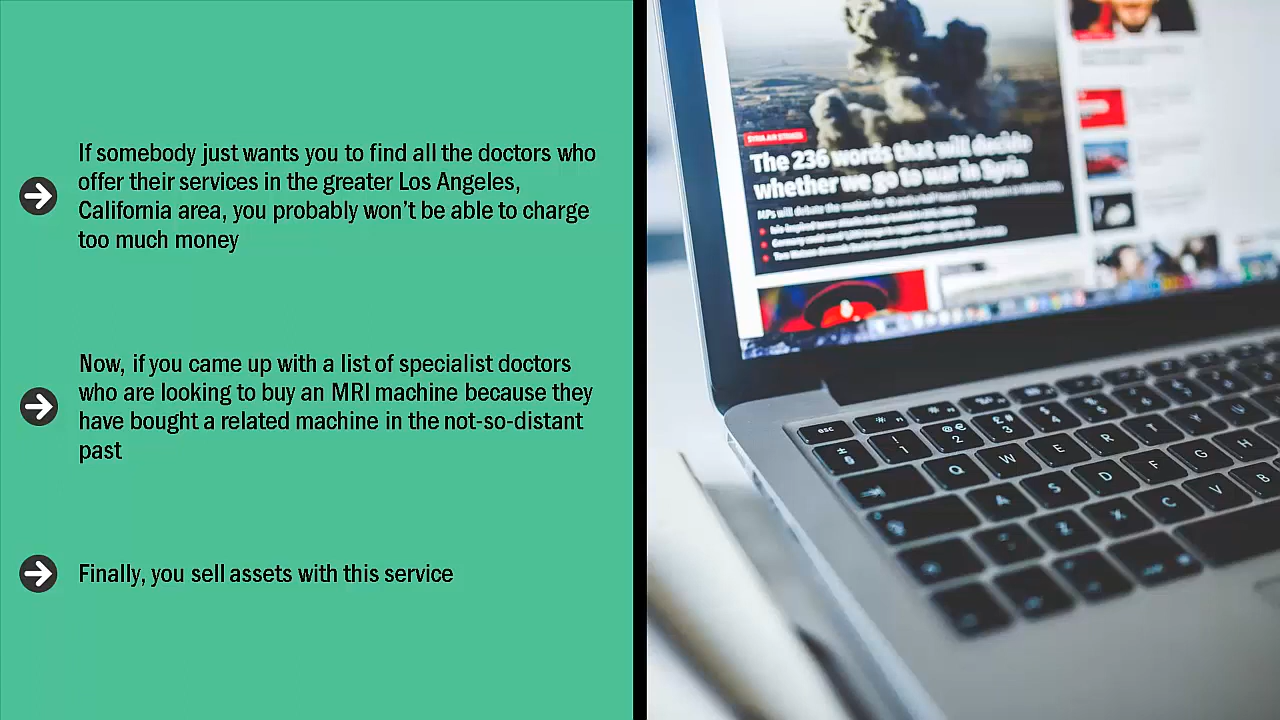 If somebody just wants you to find all the doctors who
offer their services in the greater Los Angeles,
California area, you probably won't be able to charge
too much money
Now, if you came up with a list of specialist doctors
who are looking to buy an MRI machine because they
have bought a related machine in the not-so-distant
past
Finally, you sell assets with this service
The 236 words that will decide
whether we go to war in Syria
esc
Q W E R T Y
A S D F G H
Z X C V B